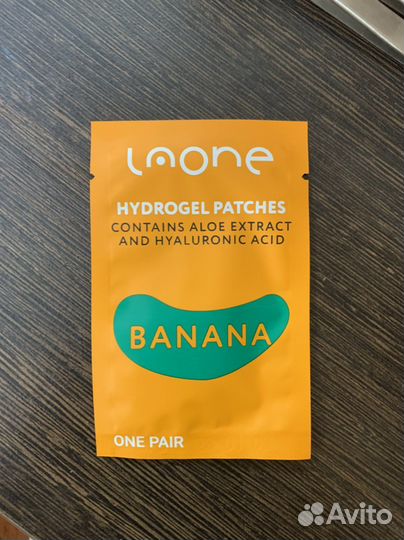 Laone
HYDROGEL PATCHES
CONTAINS ALOE EXTRACT
AND HYALURONIC ACID
BANANA
ONE PAIR
Avito